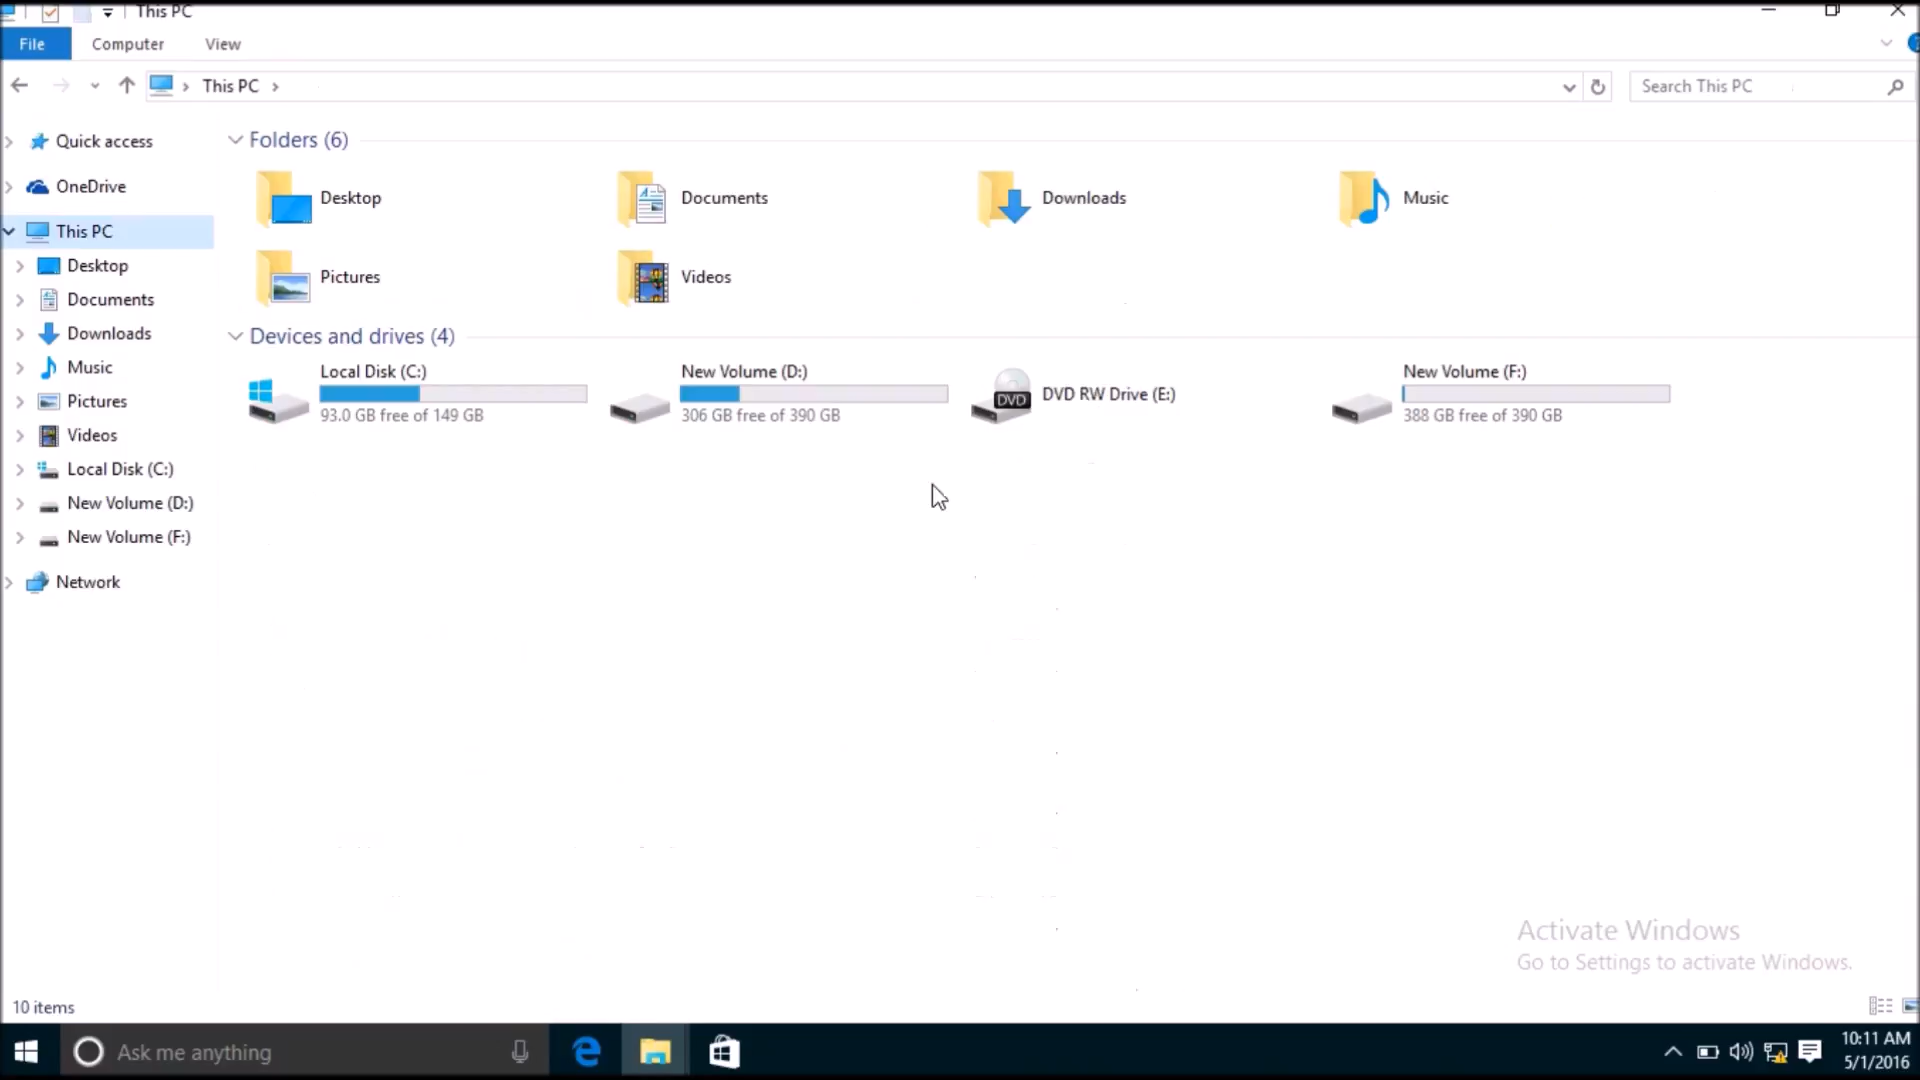 This PC
File Computer View
This PC
Search This PC
Quick access
OneDrive
This PC
Desktop
Documents
Downloads
Music
Pictures
Videos
Local Disk (C:)
New Volume (D:)
New Volume (F:)
Network
Folders (6)
Desktop
Documents
Downloads
Music
Pictures
Videos
Devices and drives (4)
Local Disk (C:)
93.0 GB free of 149 GB
New Volume (D:)
306 GB free of 390 GB
DVD
DVD RW Drive (E:)
New Volume (F:)
388 GB free of 390 GB
Activate Windows
Go to Settings to activate Windows.
10 items
Ask me anything
10:11 AM
5/1/2016